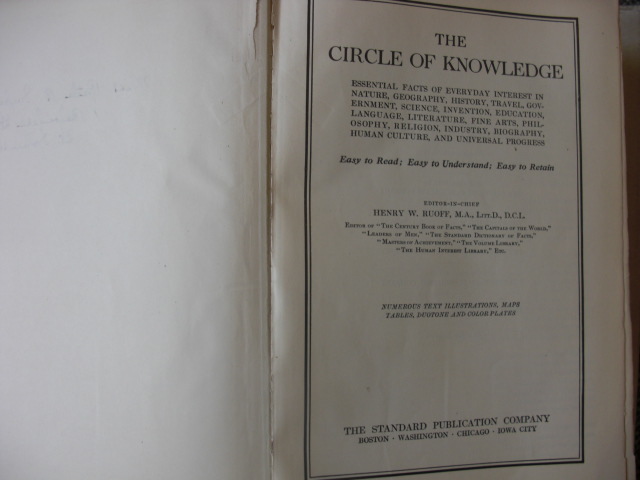 THE
CIRCLE OF KNOWLEDGE
ESSENTIAL FACTS OF EVERYDAY INTEREST IN
NATURE, GEOGRAPHY, HISTORY, TRAVEL, GOV-
ERNMENT, SCIENCE, INVENTION, EDUCATION,
LANGUAGE, LITERATURE, FINE ARTS, PHIL-
OSOPHY, RELIGION, INDUSTRY, BIOGRAPHY,
HUMAN CULTURE, AND UNIVERSAL PROGRESS
Easy to Read; Easy to Understand; Easy to Retain
EDITOR-IN-CHIEF
HENRY W. RUOFF, M.A., LITT.D., D.C.L.
EDITOR OF "THE CENTURY BOOK OF FACTS," "THE CAPITALS OF THE WORLD,"
"LEADERS OF MEN," "THE STANDARD DICTIONARY OF FACTS,"
"MASTERS OF ACHIEVEMENT," "THE VOLUME LIBRARY,"
"THE HUMAN INTEREST LIBRARY," ETC.
NUMEROUS TEXT ILLUSTRATIONS, MAPS
TABLES, DUOTONE AND COLOR PLATES
THE STANDARD PUBLICATION COMPANY
BOSTON · WASHINGTON · CHICAGO · IOWA CITY